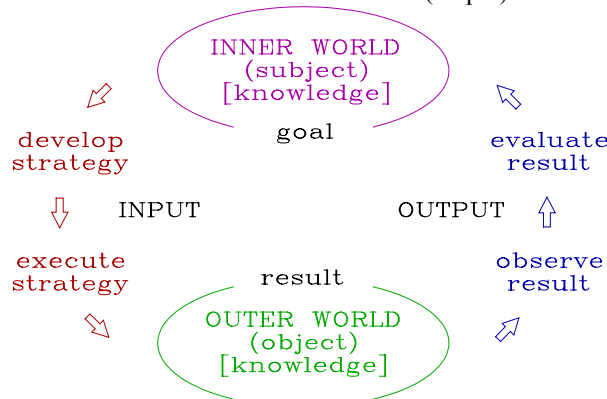 INNER WORLD
(subject)
[knowledge]
goal
develop
strategy
evaluate
result
INPUT
OUTPUT
execute
strategy
observe
result
result
OUTER WORLD
(object)
[knowledge]